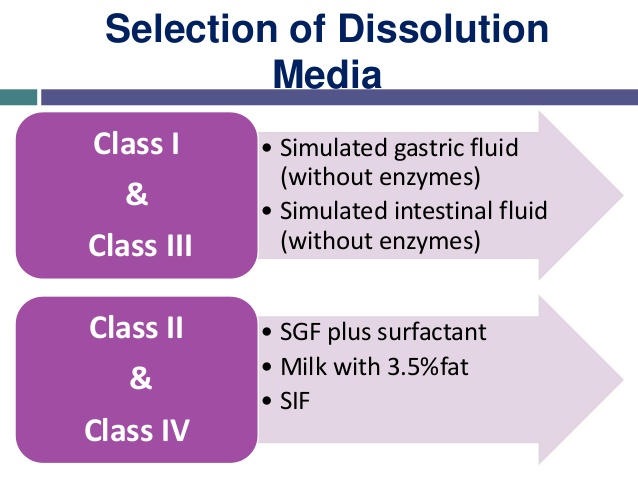 Selection of Dissolution
Media
Class I
&
Class III
• Simulated gastric fluid
(without enzymes)
• Simulated intestinal fluid
(without enzymes)
Class II
&
Class IV
• SGF plus surfactant
• Milk with 3.5%fat
• SIF